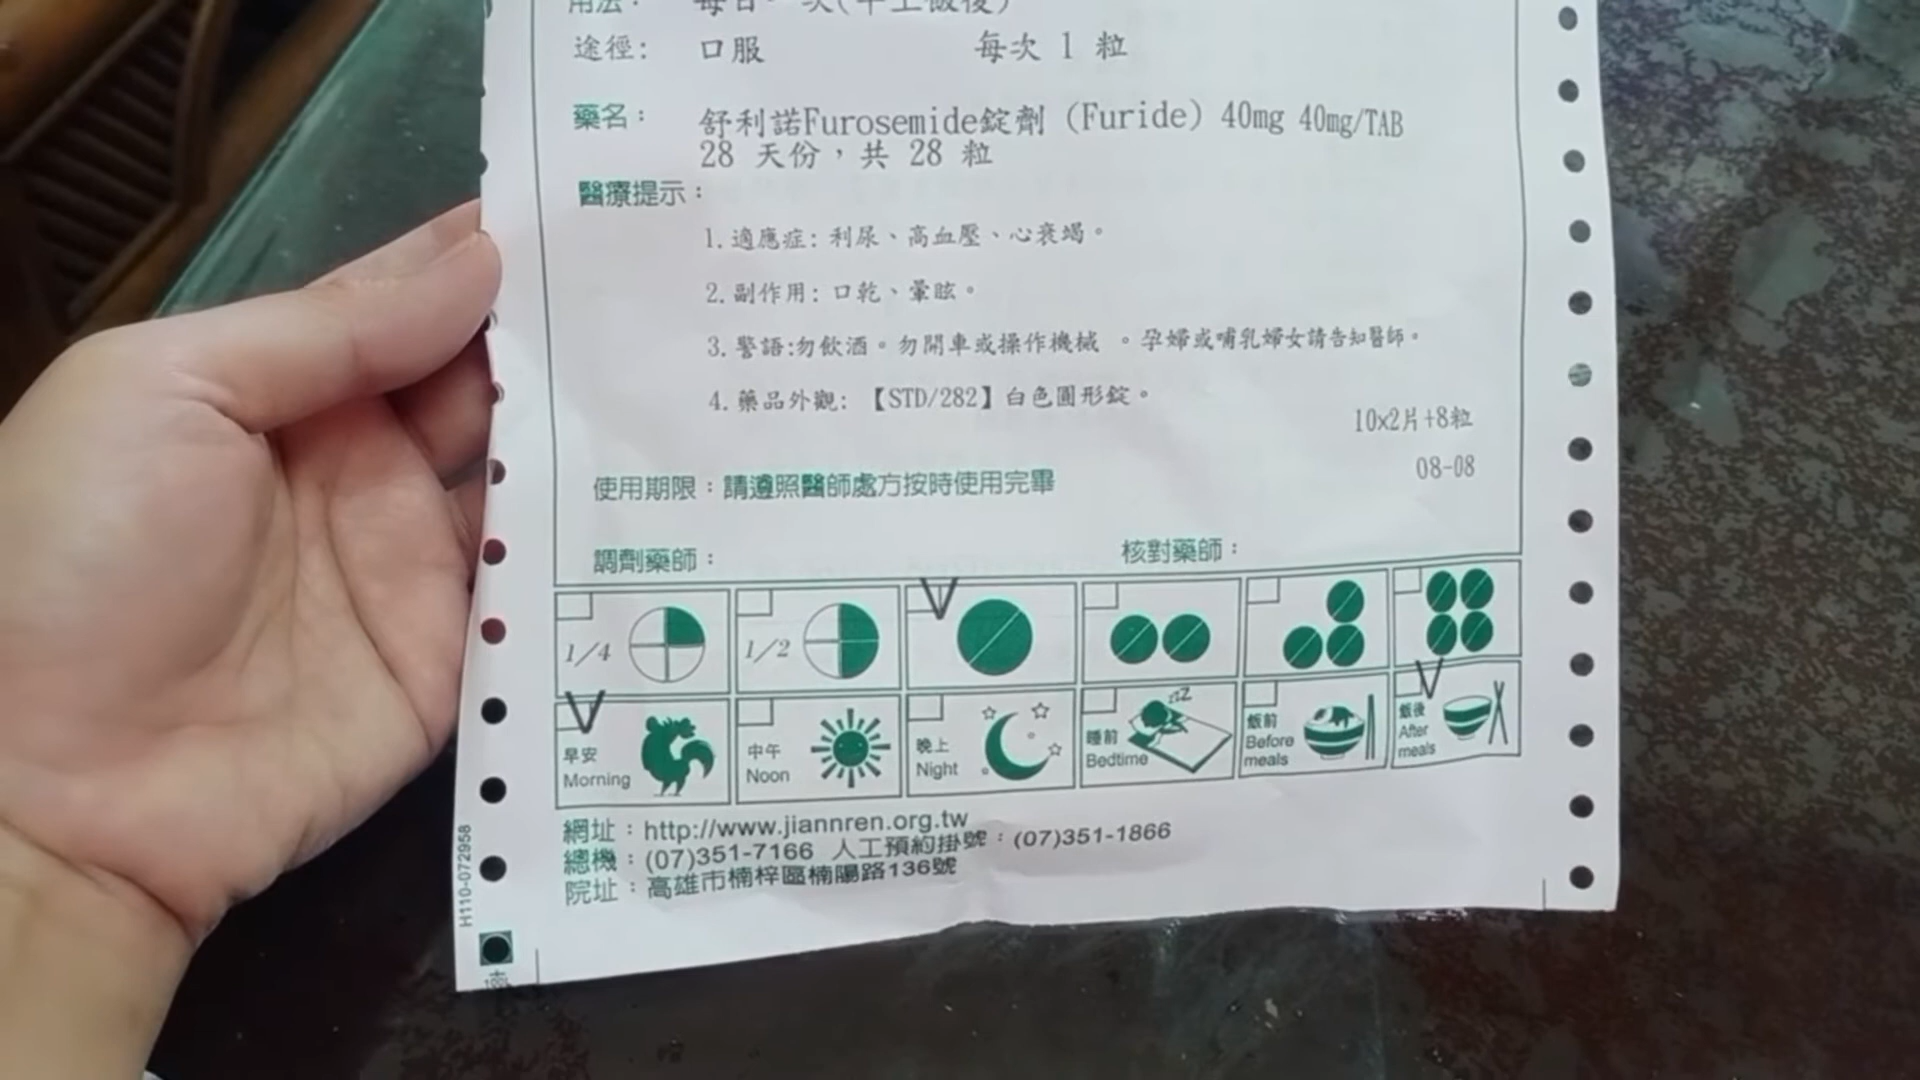 用法： 每日一次(早上飯後)
途徑: 口服 每次 1 粒
藥名： 舒利諾Furosemide錠劑 (Furide) 40mg 40mg/TAB
28 天份，共 28 粒
醫療提示：
1.適應症: 利尿、高血壓、心衰竭。
2.副作用: 口乾、暈眩。
3.警語:勿飲酒。勿開車或操作機械 。孕婦或哺乳婦女請告知醫師。
4.藥品外觀: 【STD/282】白色圓形錠。
10x2片+8粒
08-08
使用期限：請遵照醫師處方按時使用完畢
調劑藥師： 核對藥師：
1/4 1/2
早安 Morning
中午 Noon
晚上 Night
睡前 Bedtime
飯前 Before meals
飯後 After meals
網址：http://www.jiannren.org.tw
總機：(07)351-7166 人工預約掛號：(07)351-1866
院址：高雄市楠梓區楠陽路136號
H110-072958